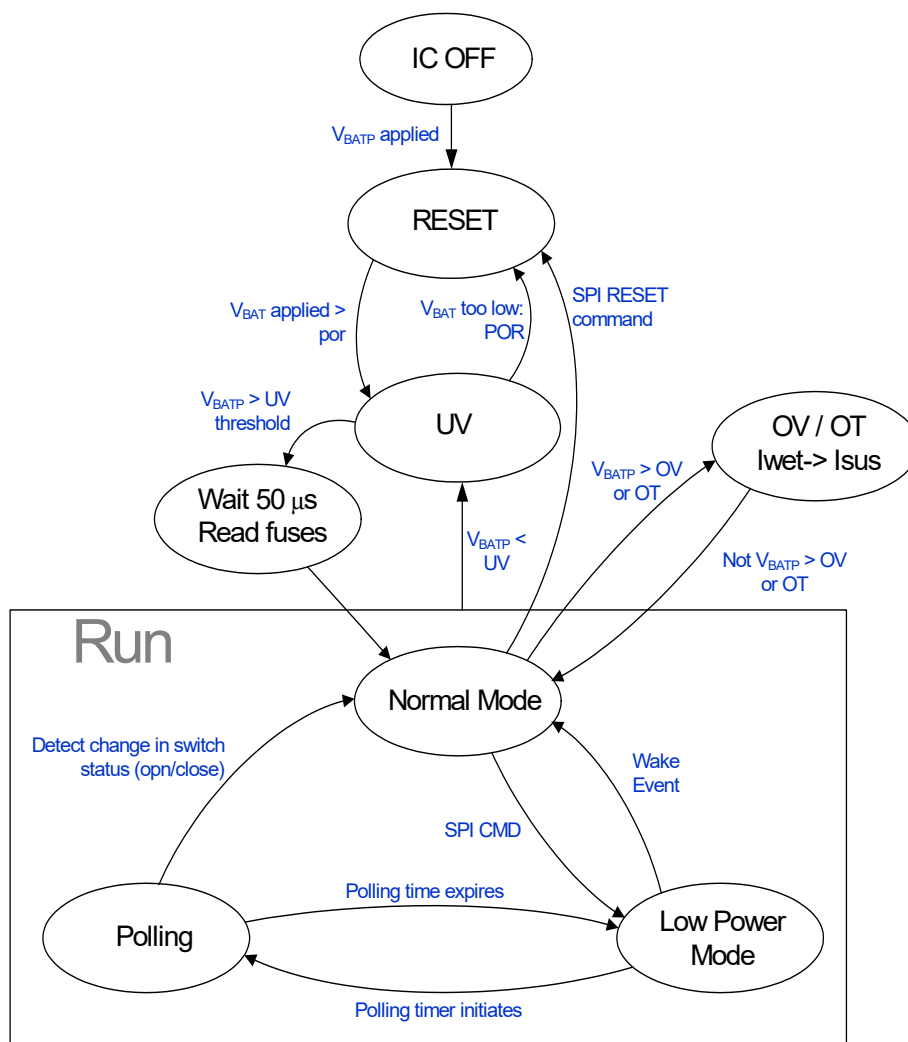 IC OFF
VBATP applied
RESET
VBAT applied >
por
VBAT too low:
POR
SPI RESET
command
VBATP > UV
threshold
UV
OV / OT
Iwet-> Isus
Wait 50 μs
Read fuses
VBATP > OV
or OT
VBATP <
UV
Not VBATP > OV
or OT
Run
Normal Mode
Detect change in switch
status (opn/close)
Wake
Event
SPI CMD
Polling time expires
Polling
Low Power
Mode
Polling timer initiates